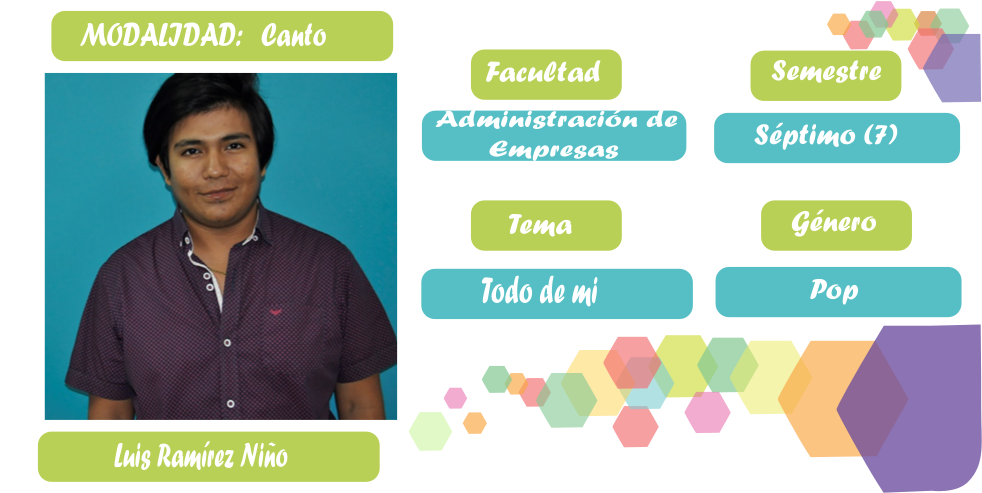 MODALIDAD: Canto
Facultad
Administración de
Empresas
Semestre
Séptimo (7)
Tema
Todo de mi
Género
Pop
Luis Ramírez Niño